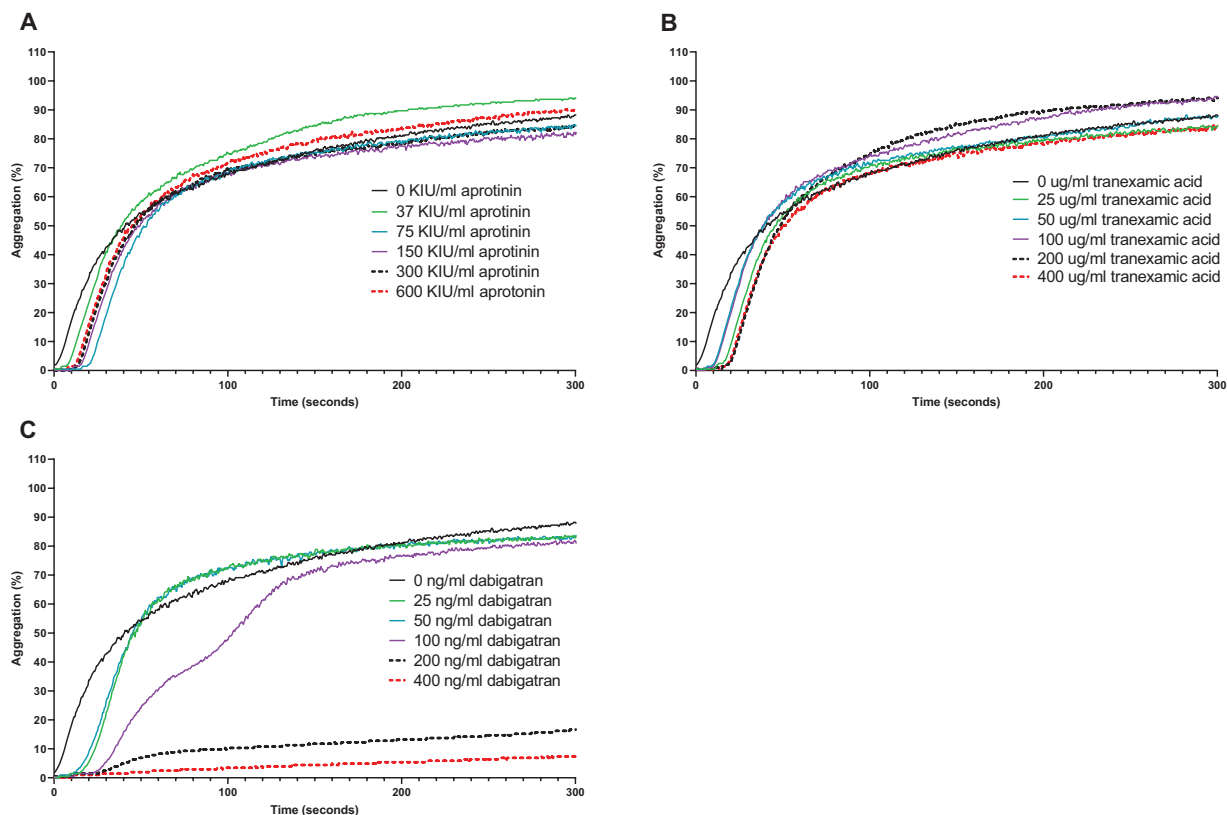 A
110
100
90
80
70
60
50
40
30
20
10
0
Aggregation (%)
0 KIU/ml aprotinin
37 KIU/ml aprotinin
75 KIU/ml aprotinin
150 KIU/ml aprotinin
300 KIU/ml aprotinin
600 KIU/ml aprotonin
0 100 200 300
Time (seconds)
B
110
100
90
80
70
60
50
40
30
20
10
0
Aggregation (%)
0 ug/ml tranexamic acid
25 ug/ml tranexamic acid
50 ug/ml tranexamic acid
100 ug/ml tranexamic acid
200 ug/ml tranexamic acid
400 ug/ml tranexamic acid
0 100 200 300
Time (seconds)
C
110
100
90
80
70
60
50
40
30
20
10
0
Aggregation (%)
0 ng/ml dabigatran
25 ng/ml dabigatran
50 ng/ml dabigatran
100 ng/ml dabigatran
200 ng/ml dabigatran
400 ng/ml dabigatran
0 100 200 300
Time (seconds)